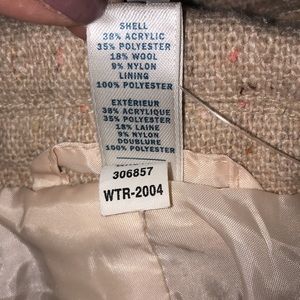 SHELL
38% ACRYLIC
35% POLYESTER
18% WOOL
9% NYLON
LINING
100% POLYESTER
EXTÉRIEUR
38% ACRYLIQUE
35% POLYESTER
18% LAINE
9% NYLON
DOUBLURE
100% POLYESTER
306857
WTR-2004